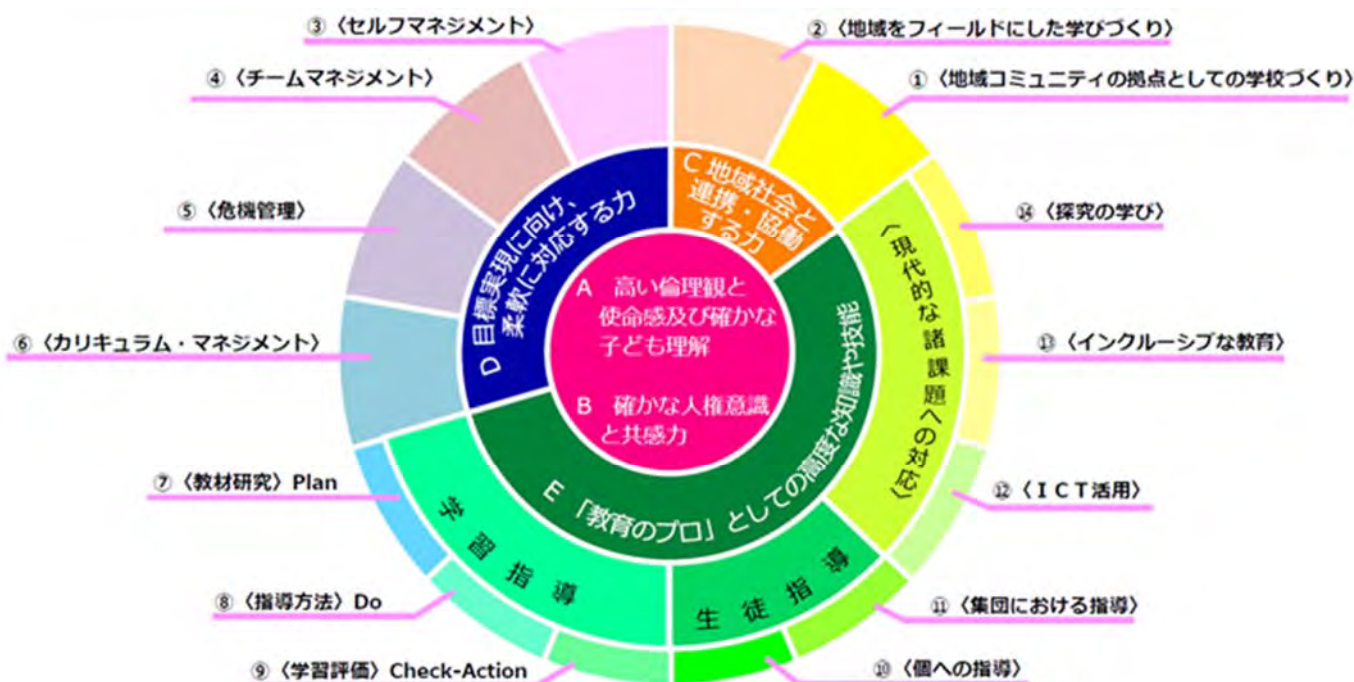 ③〈セルフマネジメント〉
②〈地域をフィールドにした学びづくり〉
④〈チームマネジメント〉
①〈地域コミュニティの拠点としての学校づくり〉
C 地域社会と
連携・協働
する力
D 目標実現に向け、
柔軟に対応する力
⑤〈危機管理〉
⑭〈探究の学び〉
A 高い倫理観と
使命感及び確かな
子ども理解
B 確かな人権意識
と共感力
〈現代的な諸課題への対応〉
⑥〈カリキュラム・マネジメント〉
⑬〈インクルーシブな教育〉
E 「教育のプロ」としての高度な知識や技能
⑦〈教材研究〉Plan
⑫〈ICT活用〉
学習指導
生徒指導
⑧〈指導方法〉Do
⑪〈集団における指導〉
⑨〈学習評価〉Check-Action
⑩〈個への指導〉